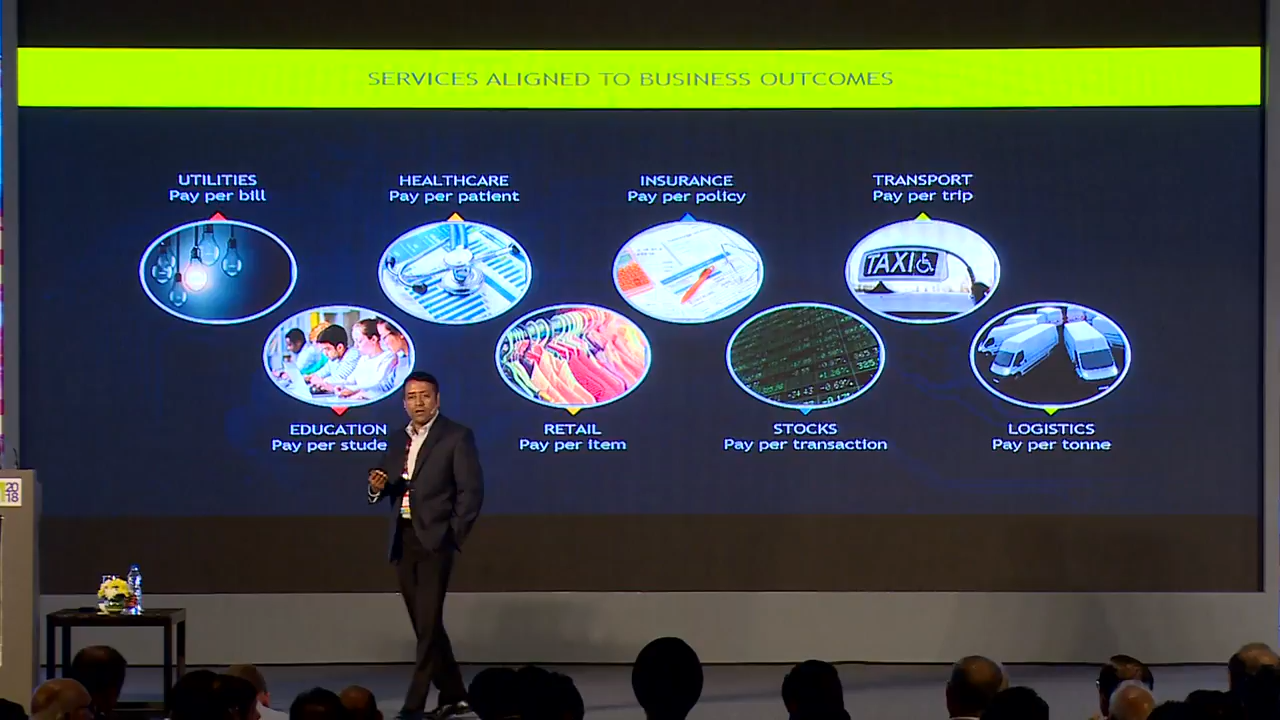 SERVICES ALIGNED TO BUSINESS OUTCOMES
UTILITIES
Pay per bill
HEALTHCARE
Pay per patient
INSURANCE
Pay per policy
TRANSPORT
Pay per trip
TAXI
EDUCATION
Pay per stude
RETAIL
Pay per item
STOCKS
Pay per transaction
LOGISTICS
Pay per tonne
20
18